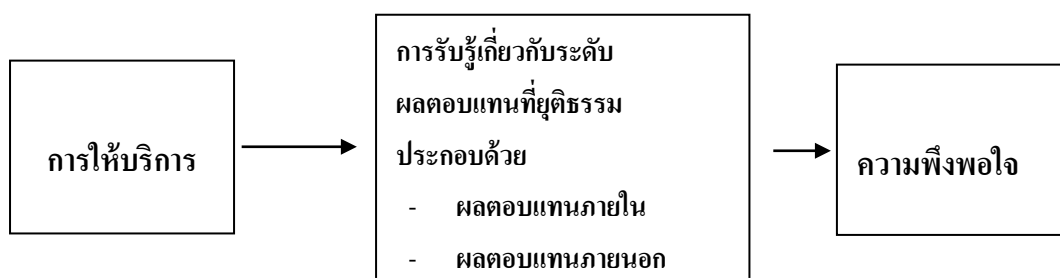 การให้บริการ
การรับรู้เกี่ยวกับระดับ
ผลตอบแทนที่ยุติธรรม
ประกอบด้วย
- ผลตอบแทนภายใน
- ผลตอบแทนภายนอก
ความพึงพอใจ